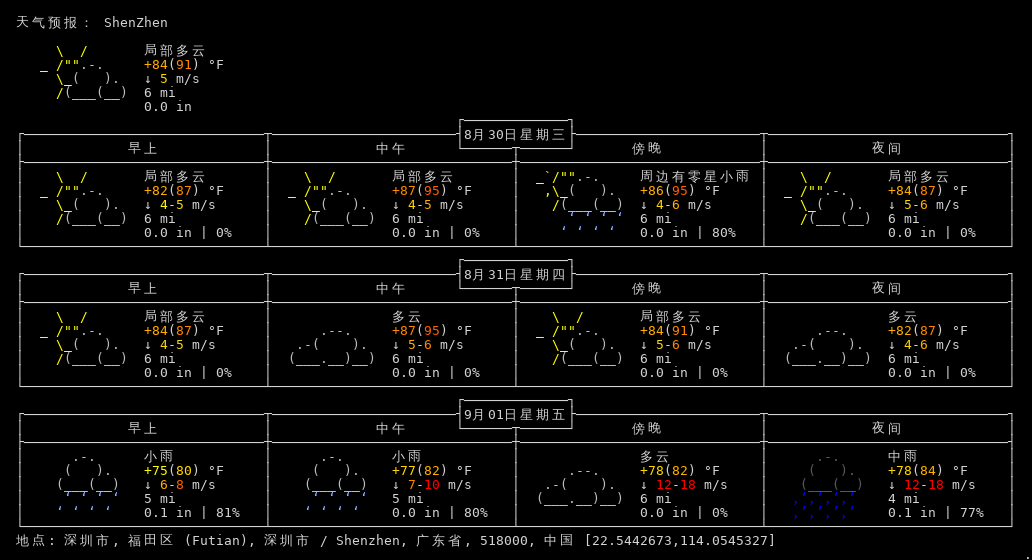 天气预报： ShenZhen
局部多云
+84(91) °F
↓ 5 m/s
6 mi
0.0 in
8月30日星期三
早上 中午 傍晚 夜间
局部多云 局部多云 周边有零星小雨 局部多云
+82(87) °F +87(95) °F +86(95) °F +84(87) °F
↓ 4-5 m/s ↓ 4-5 m/s ↓ 4-6 m/s ↓ 5-6 m/s
6 mi 6 mi 6 mi 6 mi
0.0 in | 0% 0.0 in | 0% 0.0 in | 80% 0.0 in | 0%
8月31日星期四
早上 中午 傍晚 夜间
局部多云 多云 局部多云 多云
+84(87) °F +87(95) °F +84(91) °F +82(87) °F
↓ 4-5 m/s ↓ 5-6 m/s ↓ 5-6 m/s ↓ 4-6 m/s
6 mi 6 mi 6 mi 6 mi
0.0 in | 0% 0.0 in | 0% 0.0 in | 0% 0.0 in | 0%
9月01日星期五
早上 中午 傍晚 夜间
小雨 小雨 多云 中雨
+75(80) °F +77(82) °F +78(82) °F +78(84) °F
↓ 6-8 m/s ↓ 7-10 m/s ↓ 12-18 m/s ↓ 12-18 m/s
5 mi 5 mi 6 mi 4 mi
0.1 in | 81% 0.0 in | 80% 0.0 in | 0% 0.1 in | 77%
地点: 深圳市, 福田区 (Futian), 深圳市 / Shenzhen, 广东省, 518000, 中国 [22.5442673,114.0545327]